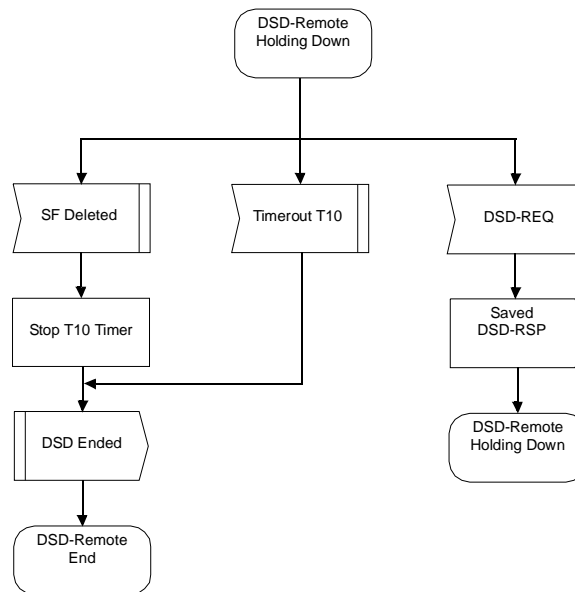 DSD-Remote
Holding Down
SF Deleted
Timerout T10
DSD-REQ
Stop T10 Timer
Saved
DSD-RSP
DSD Ended
DSD-Remote
Holding Down
DSD-Remote
End